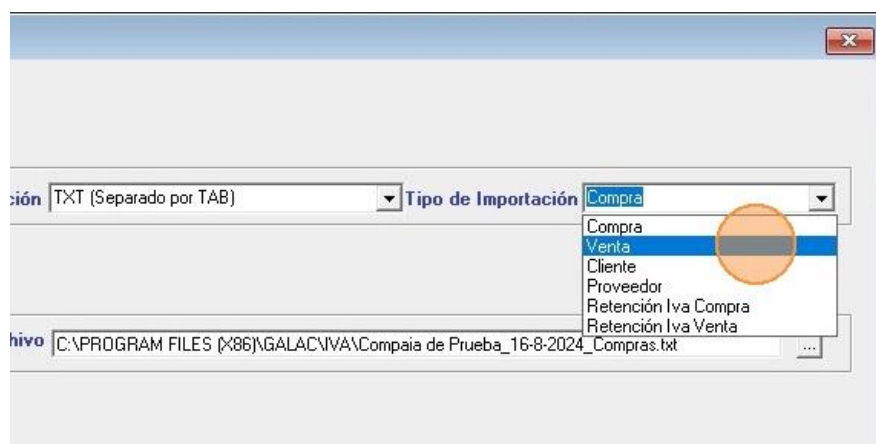 ción TXT (Separado por TAB) Tipo de Importación Compra
Compra
Venta
Cliente
Proveedor
Retención Iva Compra
Retención Iva Venta
hivo C:\PROGRAM FILES (X86)\GALAC\IVA\Compaia de Prueba_16-8-2024_Compras.txt ...